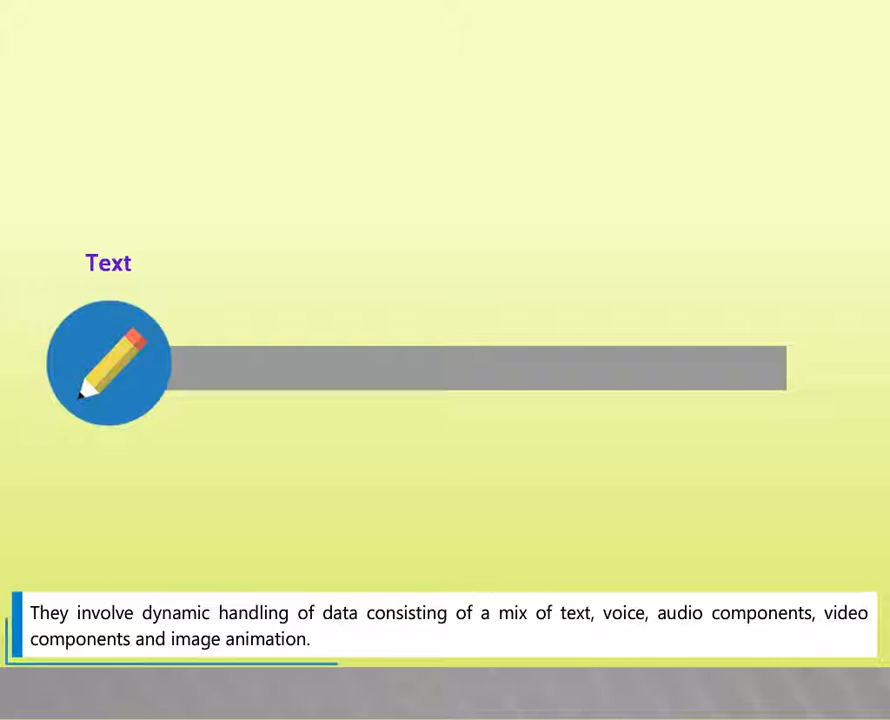 Text
They involve dynamic handling of data consisting of a mix of text, voice, audio components, video
components and image animation.